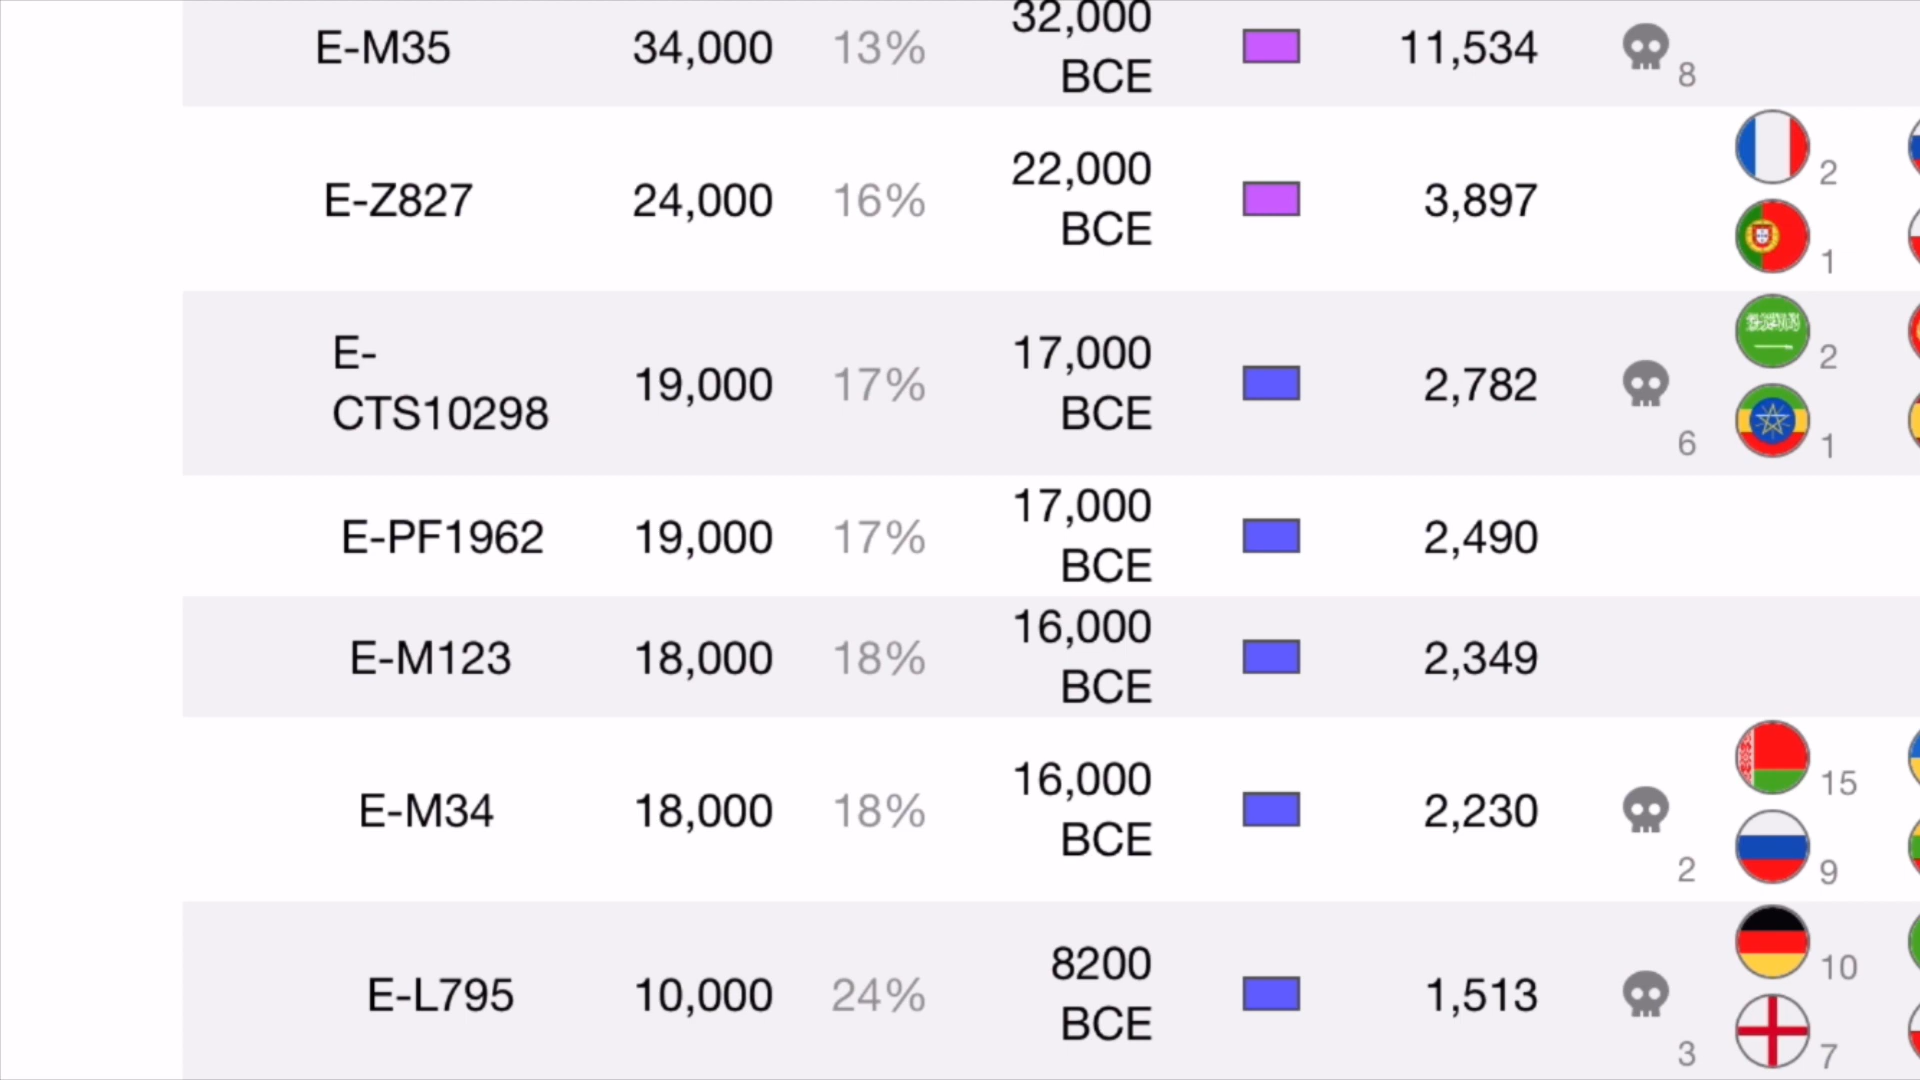 E-M35 34,000 13% 32,000 BCE 11,534 8
E-Z827 24,000 16% 22,000 BCE 3,897 2 1
E-CTS10298 19,000 17% 17,000 BCE 2,782 6 2 1
E-PF1962 19,000 17% 17,000 BCE 2,490
E-M123 18,000 18% 16,000 BCE 2,349
E-M34 18,000 18% 16,000 BCE 2,230 2 15 9
E-L795 10,000 24% 8200 BCE 1,513 3 10 7